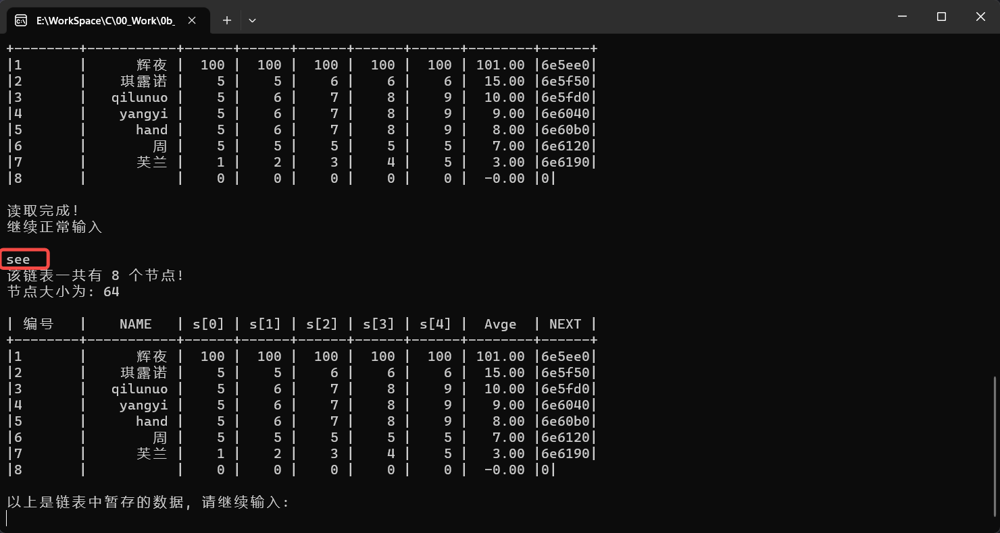 E:\WorkSpace\C\00_Work\0b_
+--------+-----------+------+------+------+------+------+--------+------+
|1       |      辉夜 |  100 |  100 |  100 |  100 |  100 | 101.00 |6e5ee0|
|2       |    琪露诺 |    5 |    5 |    6 |    6 |    6 |  15.00 |6e5f50|
|3       |   qilunuo |    5 |    6 |    7 |    8 |    9 |  10.00 |6e5fd0|
|4       |    yangyi |    5 |    6 |    7 |    8 |    9 |   9.00 |6e6040|
|5       |      hand |    5 |    6 |    7 |    8 |    9 |   8.00 |6e60b0|
|6       |        周 |    5 |    5 |    5 |    5 |    5 |   7.00 |6e6120|
|7       |      芙兰 |    1 |    2 |    3 |    4 |    5 |   3.00 |6e6190|
|8       |           |    0 |    0 |    0 |    0 |    0 |  -0.00 |0|
读取完成!
继续正常输入
see
该链表一共有 8 个节点!
节点大小为: 64
| 编号   |    NAME   | s[0] | s[1] | s[2] | s[3] | s[4] |  Avge  | NEXT |
+--------+-----------+------+------+------+------+------+--------+------+
|1       |      辉夜 |  100 |  100 |  100 |  100 |  100 | 101.00 |6e5ee0|
|2       |    琪露诺 |    5 |    5 |    6 |    6 |    6 |  15.00 |6e5f50|
|3       |   qilunuo |    5 |    6 |    7 |    8 |    9 |  10.00 |6e5fd0|
|4       |    yangyi |    5 |    6 |    7 |    8 |    9 |   9.00 |6e6040|
|5       |      hand |    5 |    6 |    7 |    8 |    9 |   8.00 |6e60b0|
|6       |        周 |    5 |    5 |    5 |    5 |    5 |   7.00 |6e6120|
|7       |      芙兰 |    1 |    2 |    3 |    4 |    5 |   3.00 |6e6190|
|8       |           |    0 |    0 |    0 |    0 |    0 |  -0.00 |0|
以上是链表中暂存的数据, 请继续输入: